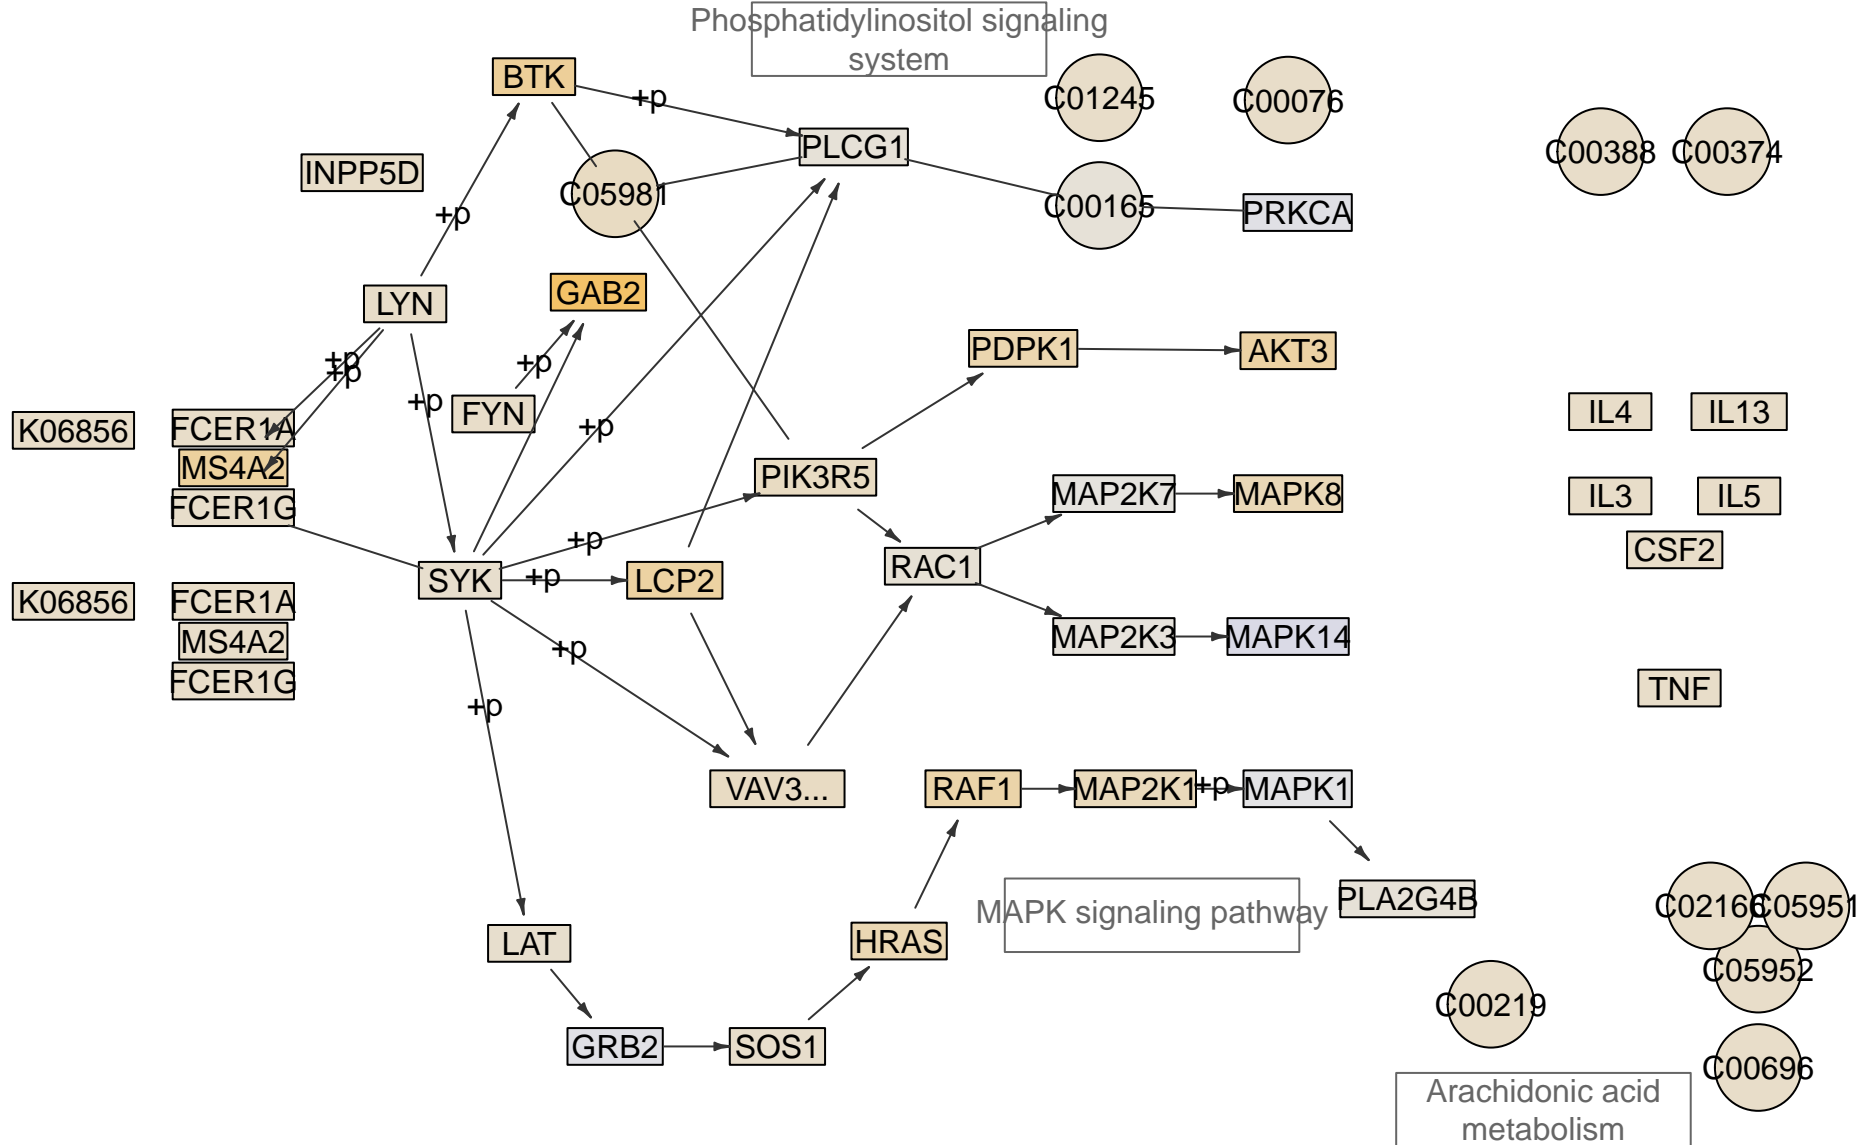 Phosphatidylinositol signaling
system
BTK
+p
C01245
C00076
PLCG1
C00388
C00374
INPP5D
C05981
C00165
PRKCA
+p
LYN
GAB2
+p
+p
+p
PDPK1
AKT3
+p
FYN
+p
K06856
FCER1A
MS4A2
FCER1G
IL4
IL13
PIK3R5
MAP2K7
MAPK8
IL3
IL5
+p
CSF2
SYK
+p
LCP2
RAC1
K06856
FCER1A
MS4A2
FCER1G
+p
MAP2K3
MAPK14
TNF
+p
VAV3...
RAF1
MAP2K1
+p
MAPK1
PLA2G4B
MAPK signaling pathway
C02166
C05951
C05952
LAT
HRAS
C00219
GRB2
SOS1
C00696
Arachidonic acid
metabolism